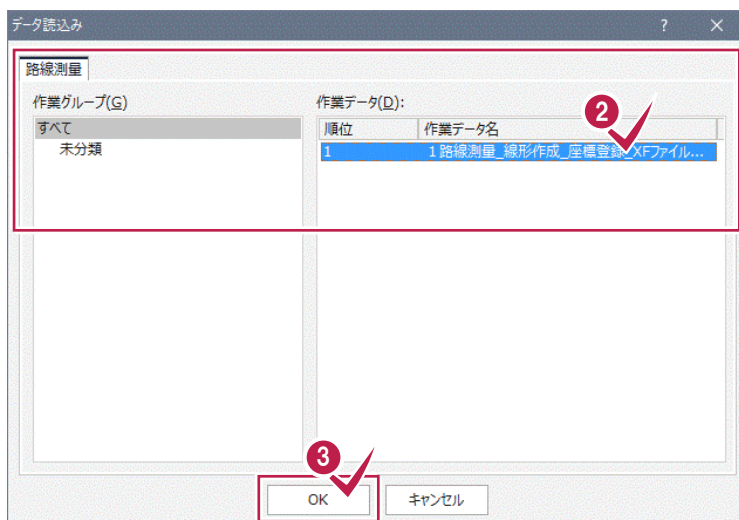 データ読込み ? ×
路線測量
作業グループ(G)
すべて
未分類
作業データ(D):
順位 作業データ名
2
1 1 路線測量_線形作成_座標登録_XFファイル...
3
OK キャンセル